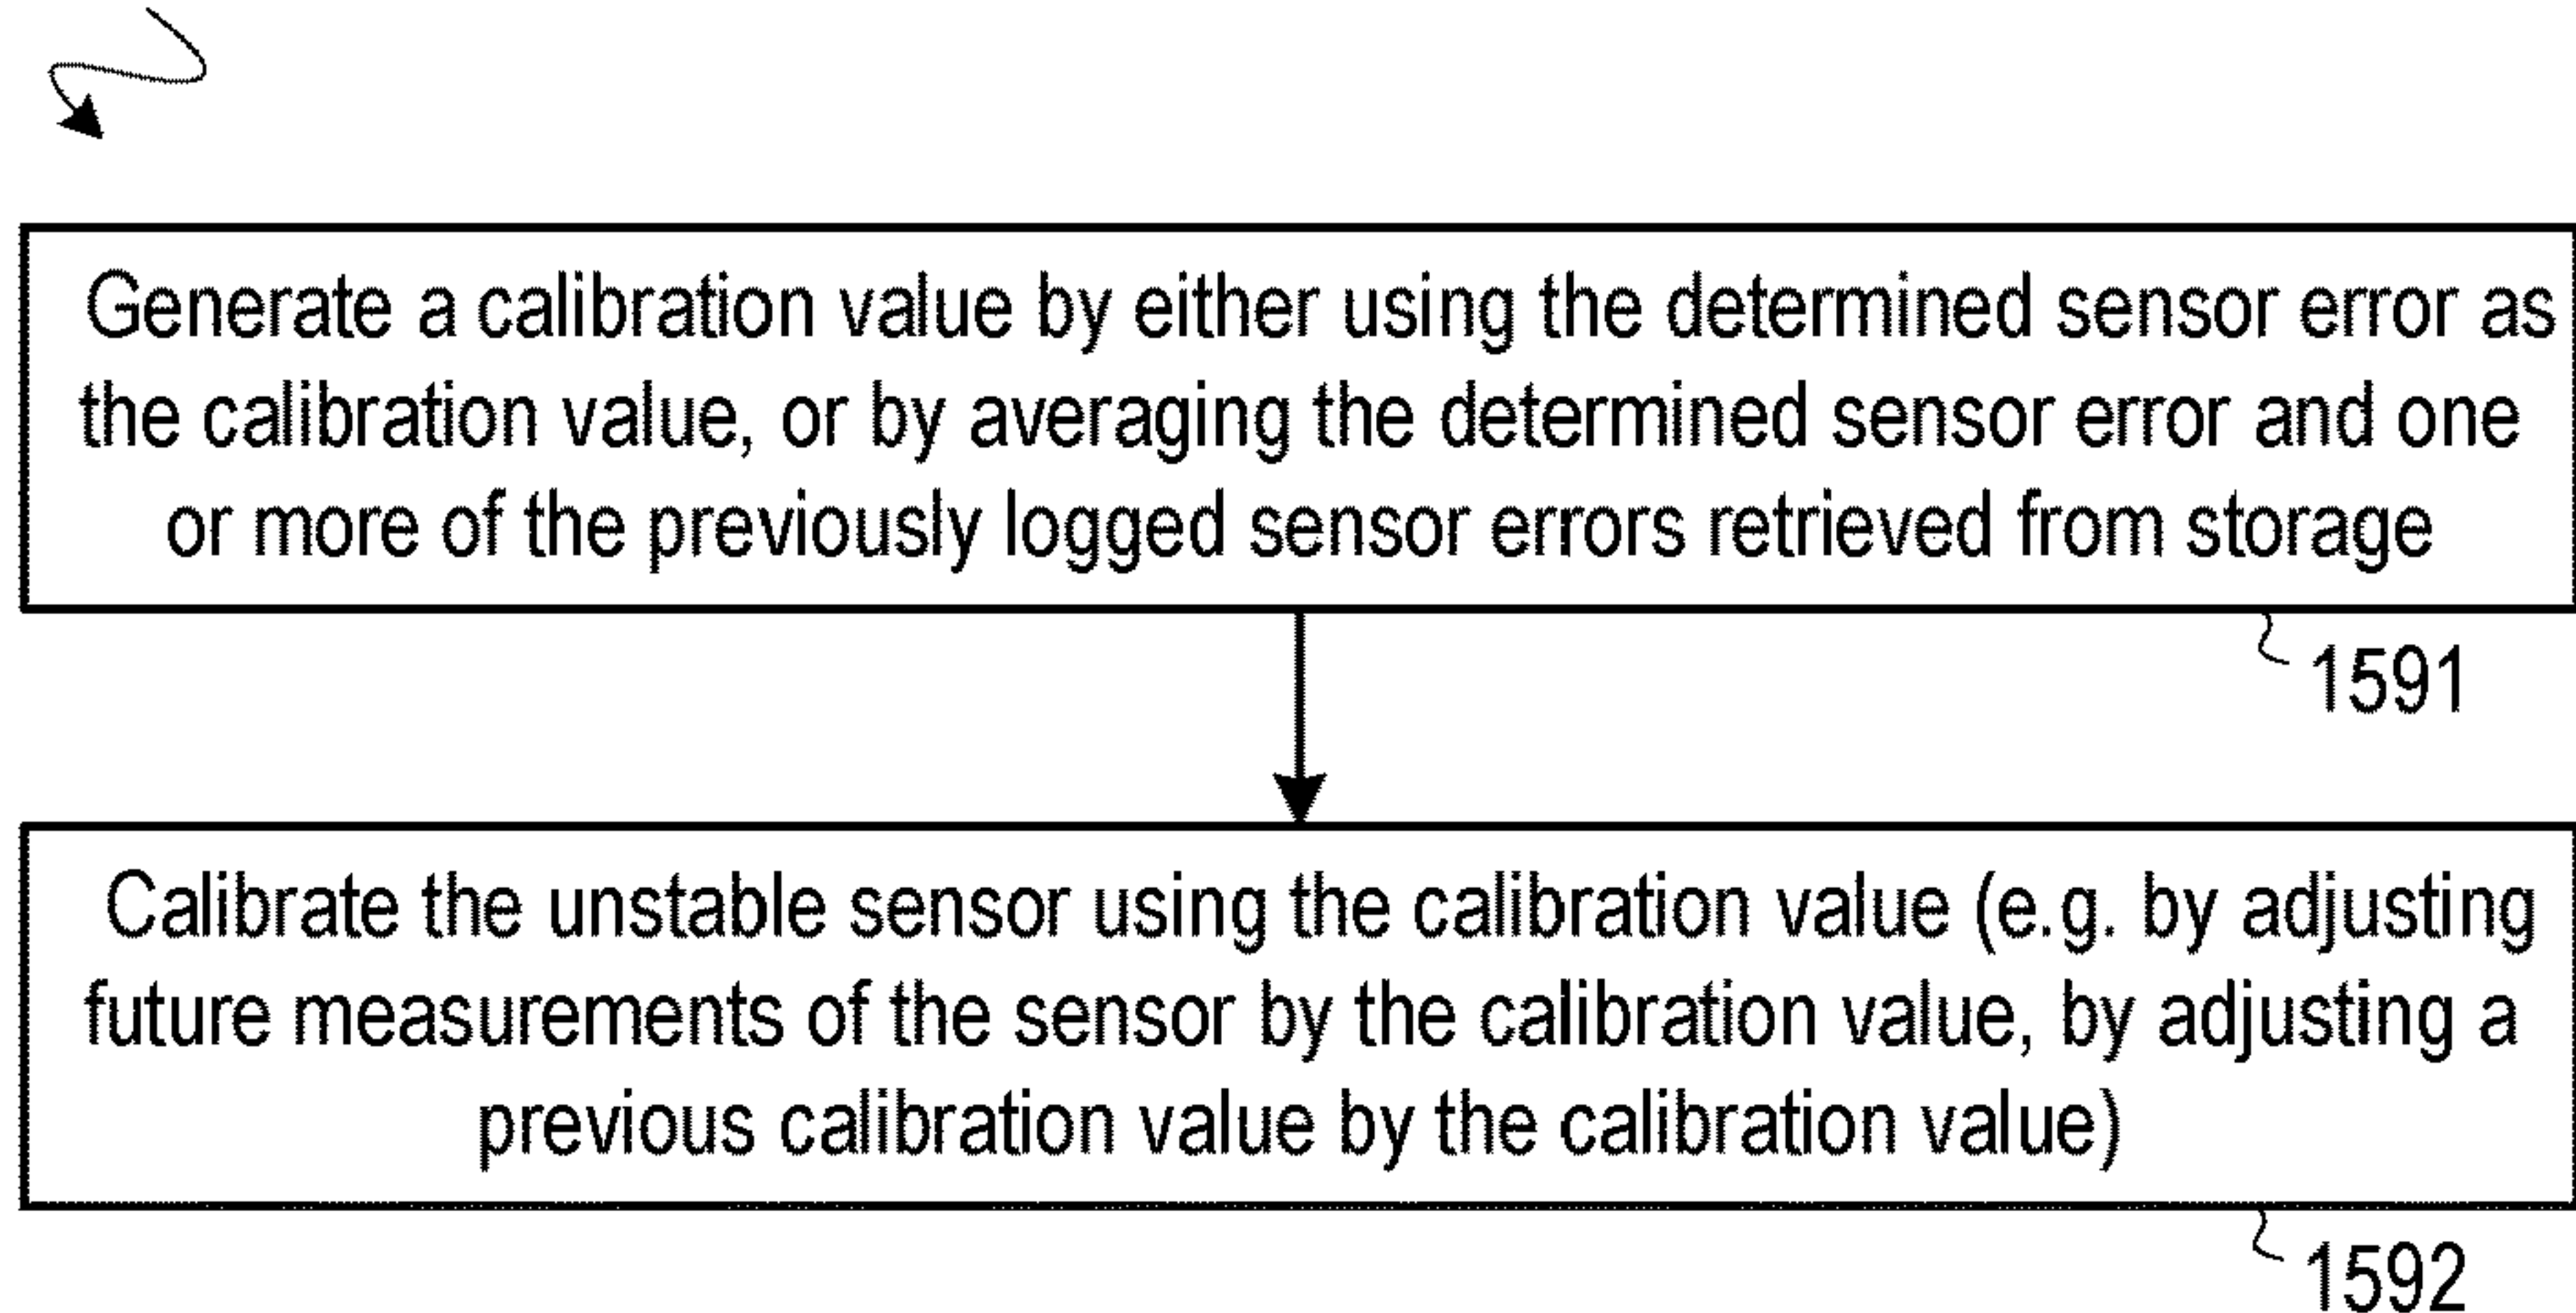 Generate a calibration value by either using the determined sensor error as
the calibration value, or by averaging the determined sensor error and one
or more of the previously logged sensor errors retrieved from storage
1591
Calibrate the unstable sensor using the calibration value (e.g. by adjusting
future measurements of the sensor by the calibration value, by adjusting a
previous calibration value by the calibration value)
1592